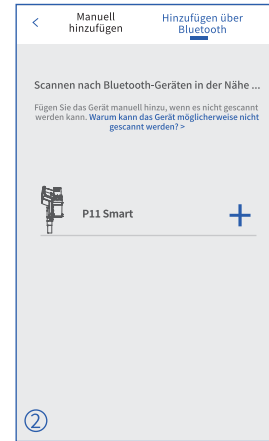 Manuell hinzufügen
Hinzufügen über Bluetooth
Scannen nach Bluetooth-Geräten in der Nähe ...
Fügen Sie das Gerät manuell hinzu, wenn es nicht gescannt
werden kann. Warum kann das Gerät möglicherweise nicht
gescannt werden? >
P11 Smart
②